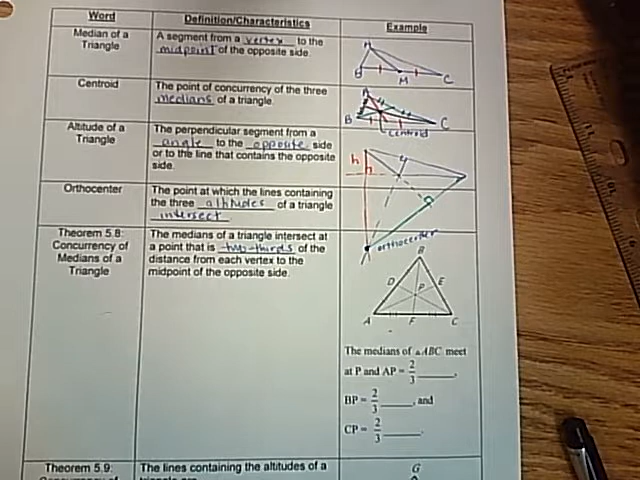 Word
Definition/Characteristics
Example
Median of a
Triangle
A segment from a vertex to the
midpoint of the opposite side.
A
B
M
C
Centroid
The point of concurrency of the three
medians of a triangle.
A
B
C
centroid
Altitude of a
Triangle
The perpendicular segment from a
angle to the opposite side
or to the line that contains the opposite
side.
h
Orthocenter
The point at which the lines containing
the three altitudes of a triangle
intersect
orthocenter
Theorem 5.8:
Concurrency of
Medians of a
Triangle
The medians of a triangle intersect at
a point that is two-thirds of the
distance from each vertex to the
midpoint of the opposite side.
B
D
E
P
A
F
C
The medians of △ABC meet
at P and AP = 2/3 ____,
BP = 2/3 ____, and
CP = 2/3 ____.
Theorem 5.9:
The lines containing the altitudes of a
G